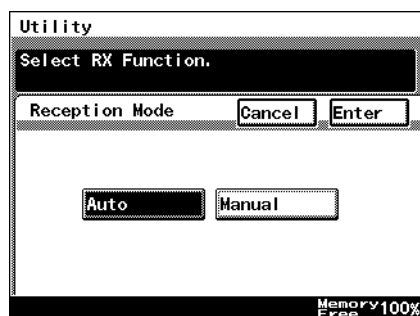 Utility
Select RX Function.
Reception Mode Cancel Enter
Auto Manual
Memory Free 100%